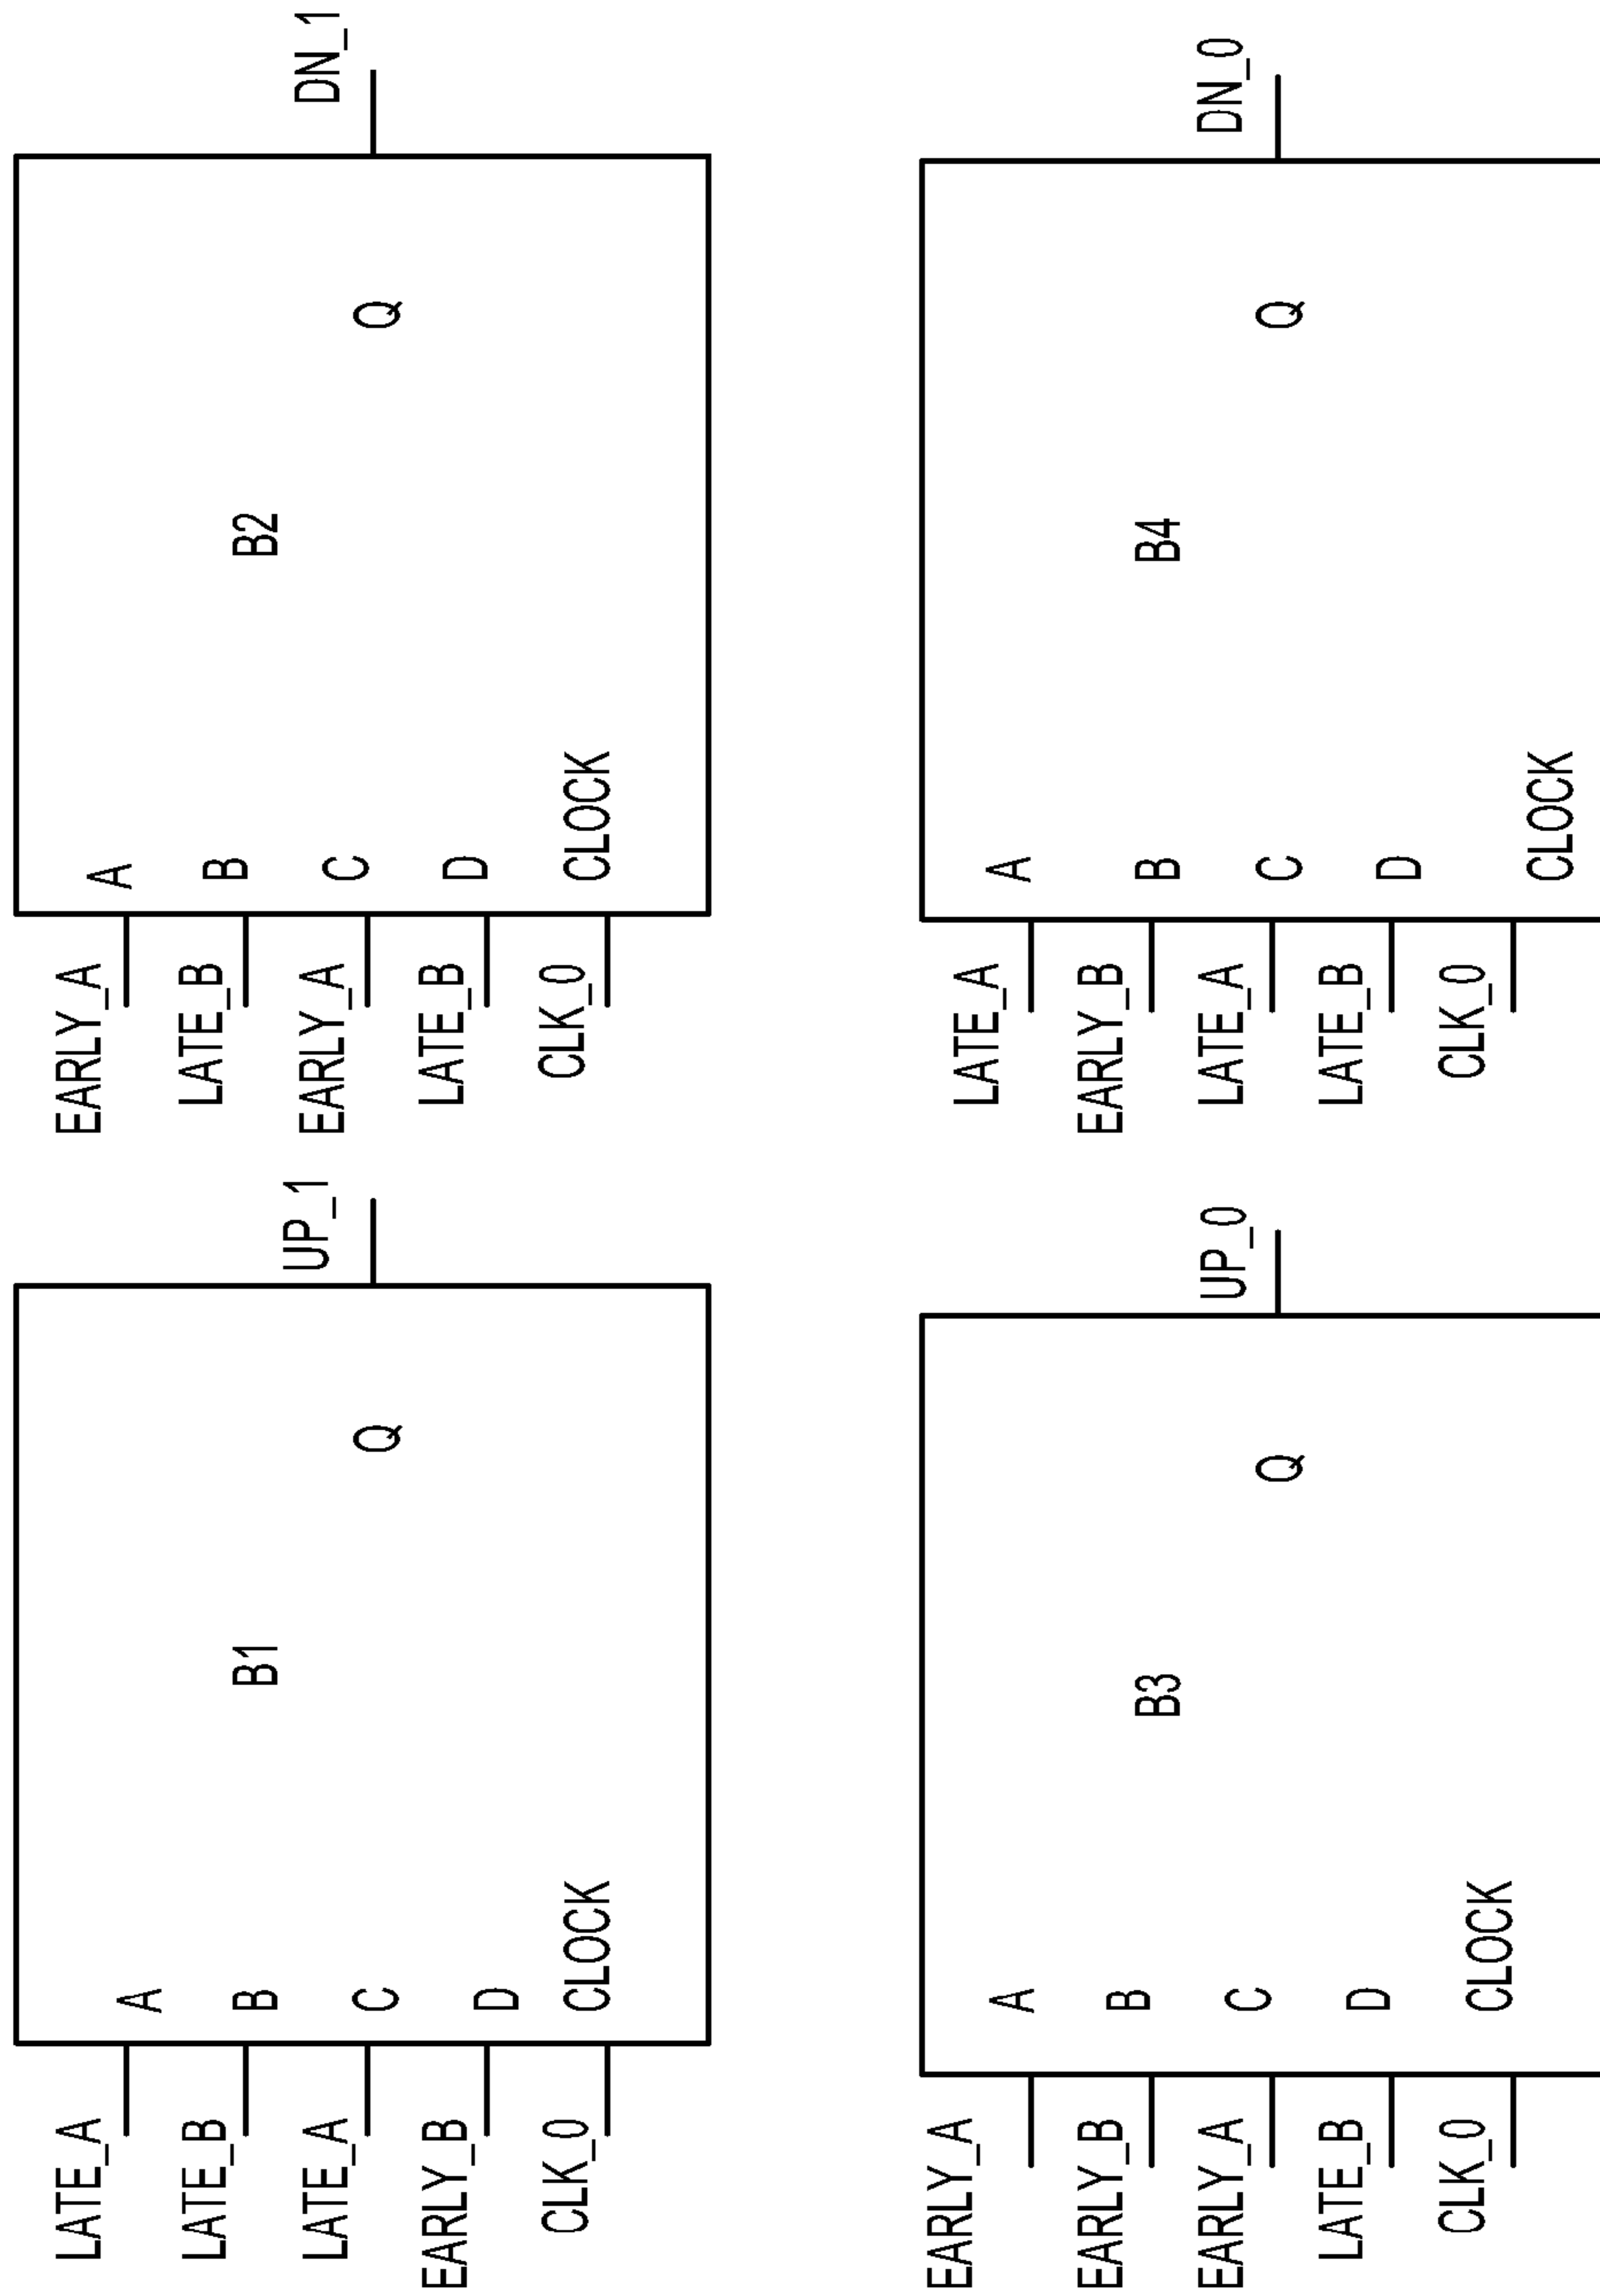 LATE_A
A
LATE_B
B
B1
LATE_A
C
Q
UP_1
EARLY_B
D
CLK_0
CLOCK
EARLY_A
A
LATE_B
B
B2
EARLY_A
C
Q
DN_1
LATE_B
D
CLK_0
CLOCK
EARLY_A
A
EARLY_B
B
B3
EARLY_A
C
Q
UP_0
LATE_B
D
CLK_0
CLOCK
LATE_A
A
EARLY_B
B
B4
LATE_A
C
Q
DN_0
LATE_B
D
CLK_0
CLOCK